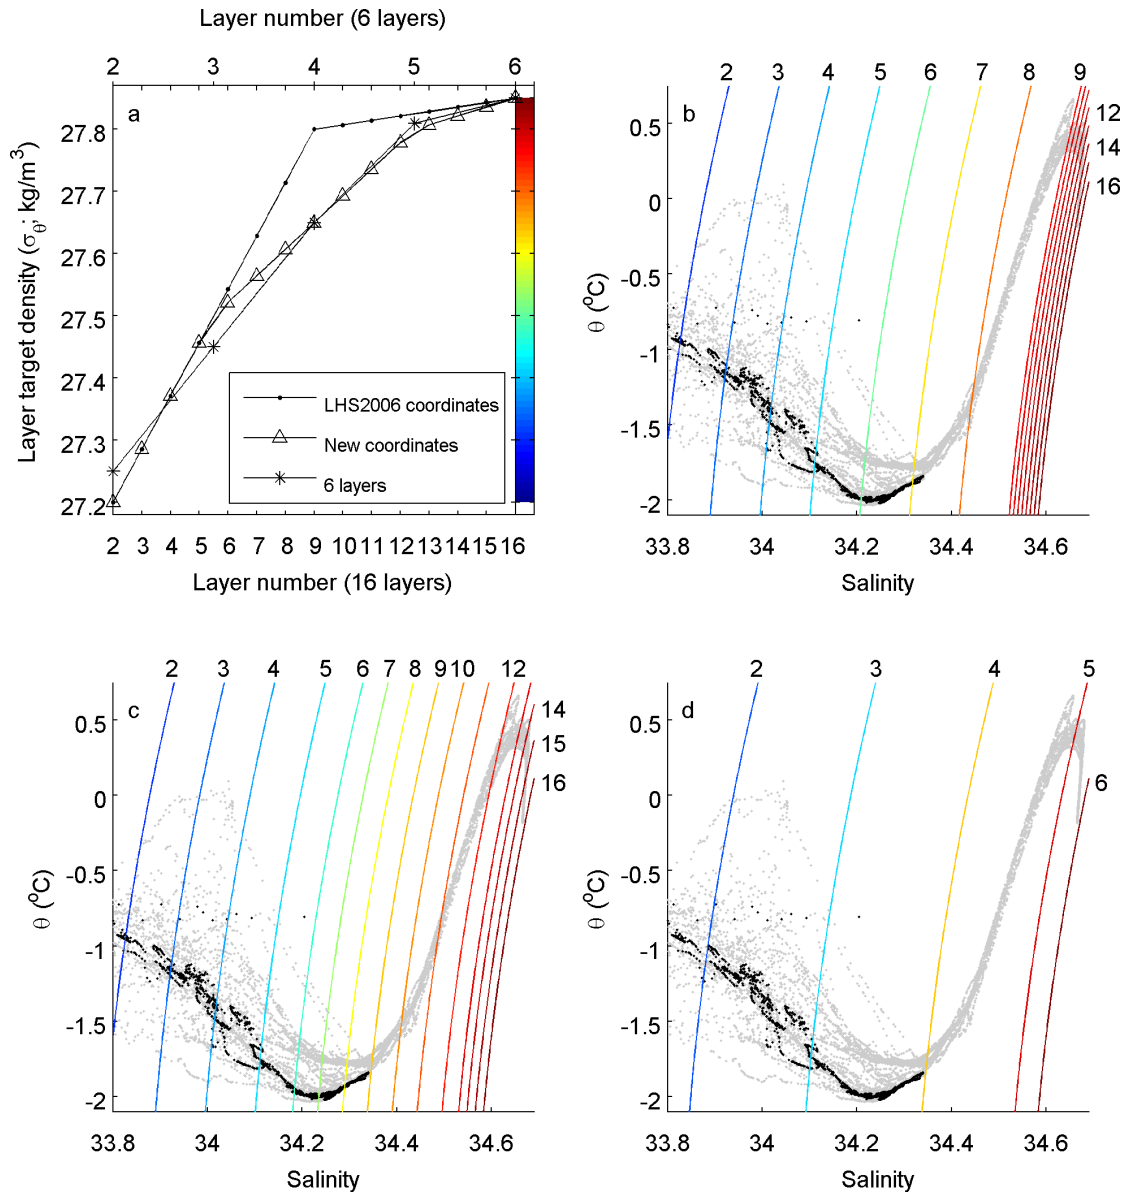 Layer number (6 layers)
2 3 4 5 6
a
Layer target density (σθ; kg/m³)
27.8
27.7
27.6
27.5
27.4
27.3
27.2
LHS2006 coordinates
New coordinates
6 layers
2 3 4 5 6 7 8 9 10 11 12 13 14 15 16
Layer number (16 layers)
2 3 4 5 6 7 8 9
b
12
14
16
θ (°C)
0.5
0
-0.5
-1
-1.5
-2
33.8 34 34.2 34.4 34.6
Salinity
2 3 4 5 6 7 8 9 10 12
c
14
15
16
θ (°C)
0.5
0
-0.5
-1
-1.5
-2
33.8 34 34.2 34.4 34.6
Salinity
2 3 4 5
d
6
θ (°C)
0.5
0
-0.5
-1
-1.5
-2
33.8 34 34.2 34.4 34.6
Salinity